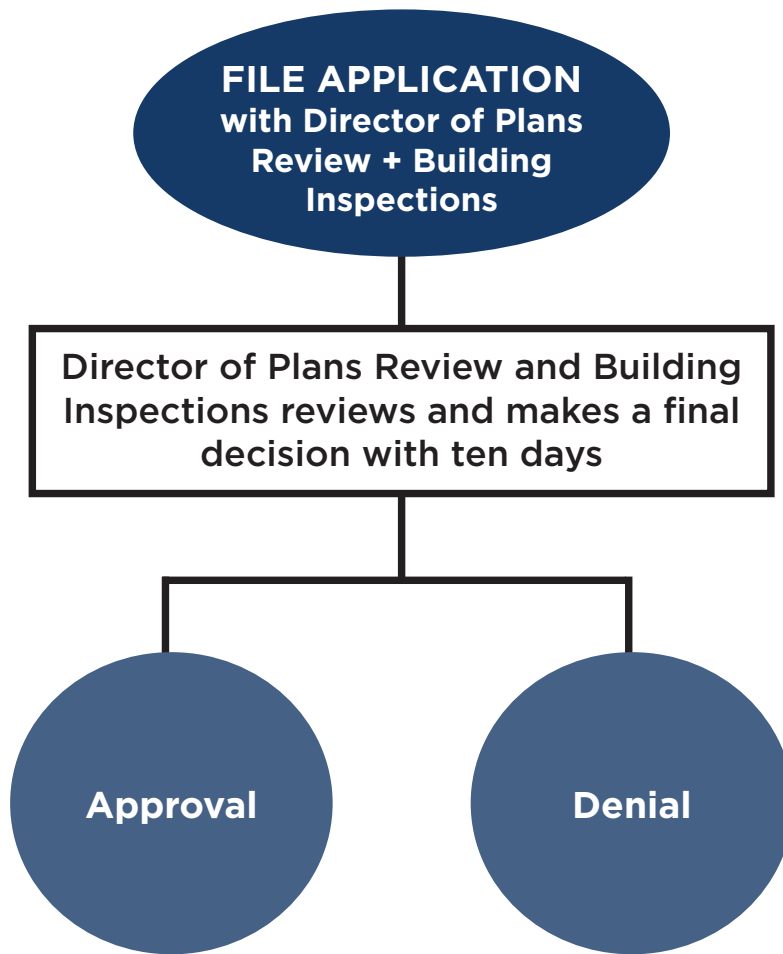 FILE APPLICATION
with Director of Plans
Review + Building
Inspections
Director of Plans Review and Building
Inspections reviews and makes a final
decision with ten days
Approval
Denial